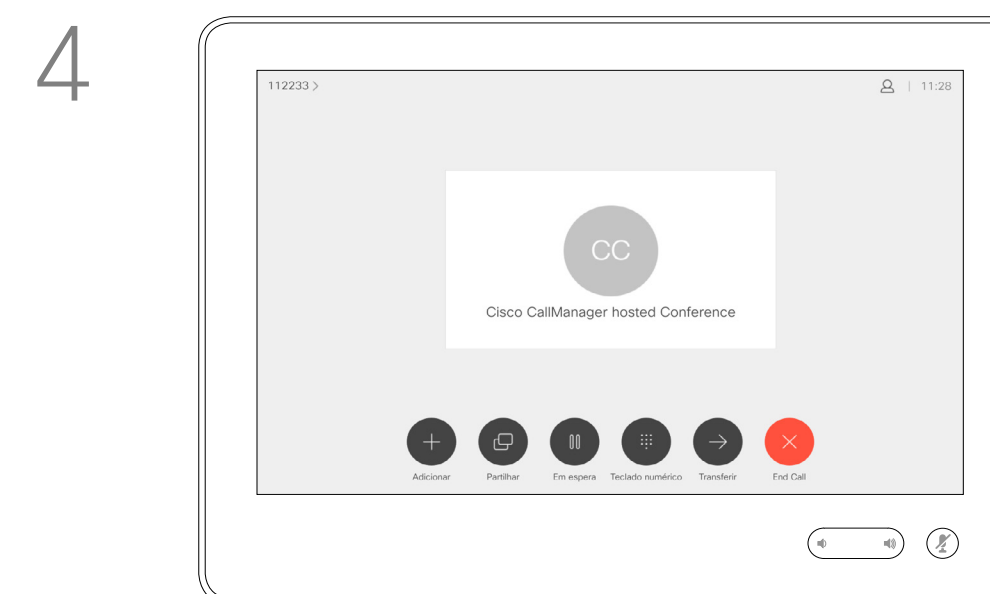 4
112233 >
11:28
CC
Cisco CallManager hosted Conference
Adicionar
Partilhar
Em espera
Teclado numérico
Transferir
End Call